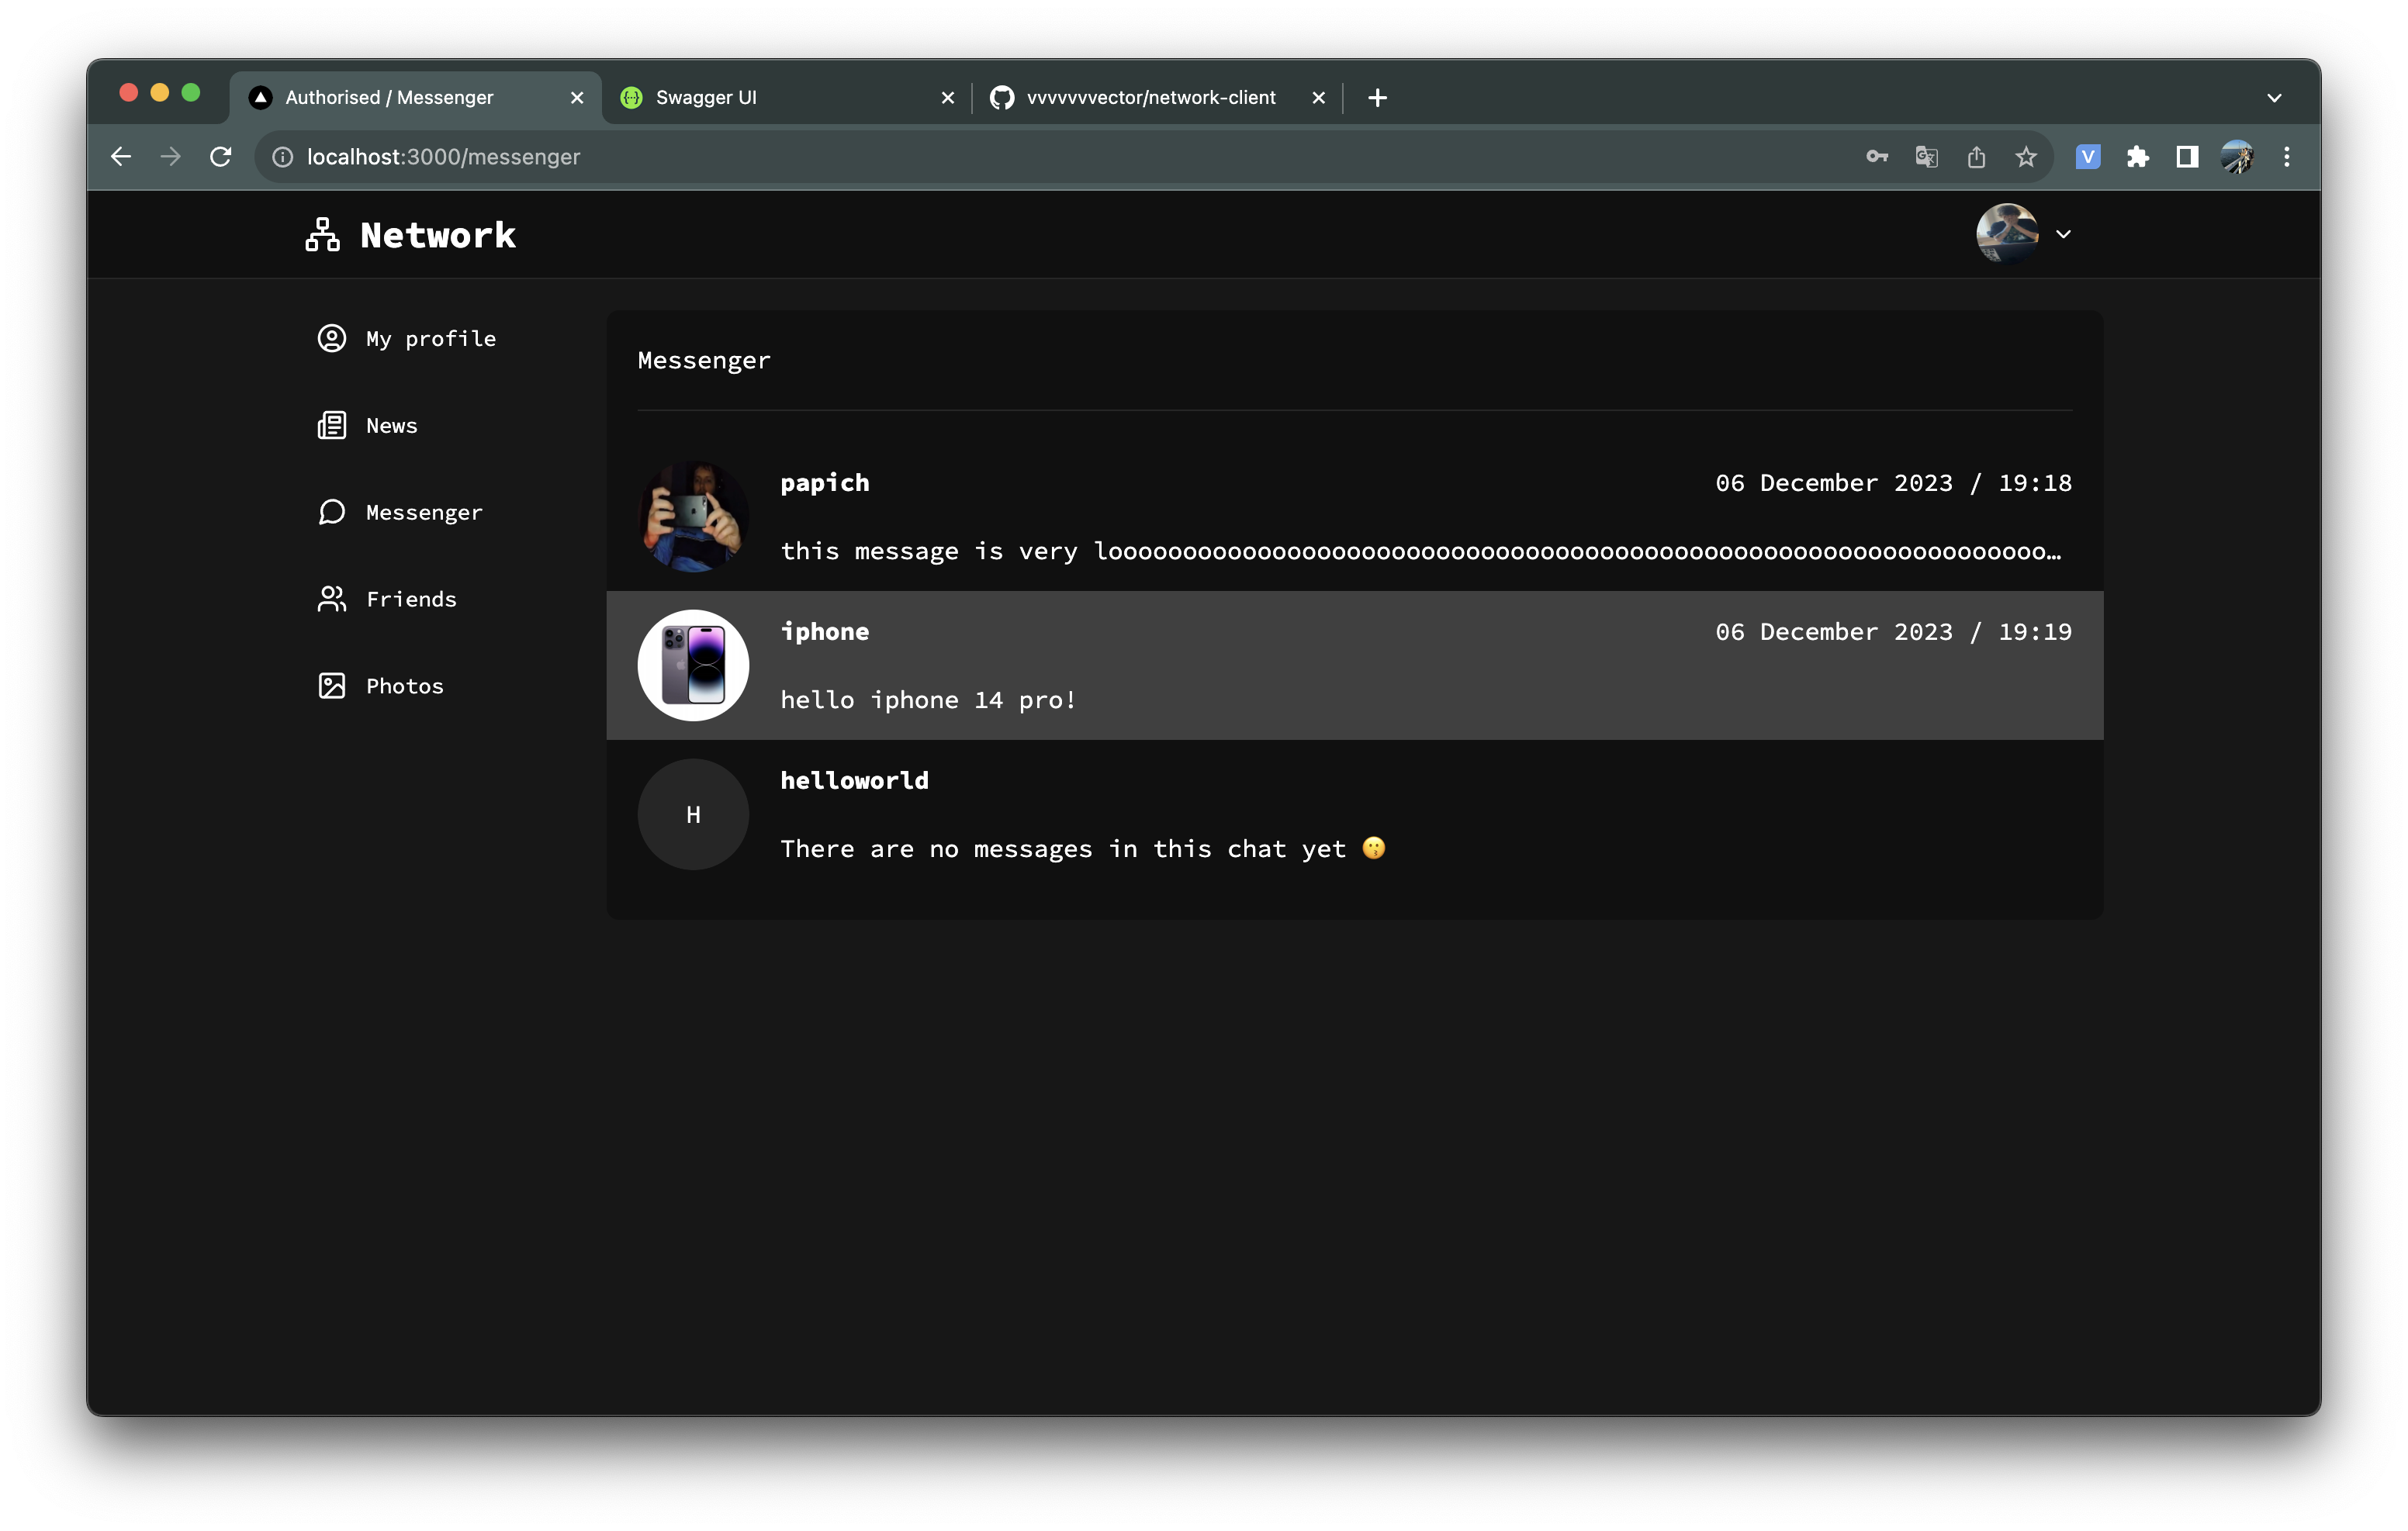 Authorised / Messenger
Swagger UI
vvvvvvvector/network-client
localhost:3000/messenger
V
Network
My profile
News
Messenger
Friends
Photos
Messenger
papich
06 December 2023 / 19:18
this message is very looooooooooooooooooooooooooooooooooooooooooooooooooooooooooooooo…
iphone
06 December 2023 / 19:19
hello iphone 14 pro!
H
helloworld
There are no messages in this chat yet 😗